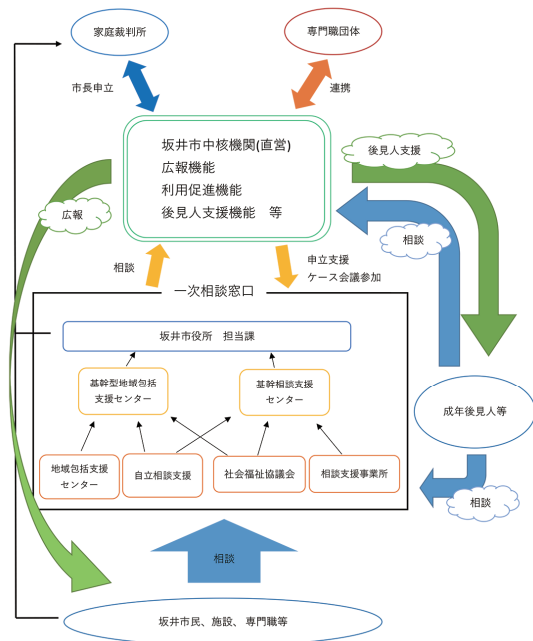 家庭裁判所
専門職団体
市長申立
連携
坂井市中核機関(直営)
広報機能
利用促進機能
後見人支援機能　等
後見人支援
広報
相談
相談
申立支援
ケース会議参加
一次相談窓口
坂井市役所　担当課
基幹型地域包括
支援センター
基幹相談支援
センター
成年後見人等
地域包括支援
センター
自立相談支援
社会福祉協議会
相談支援事業所
相談
相談
坂井市民、施設、専門職等